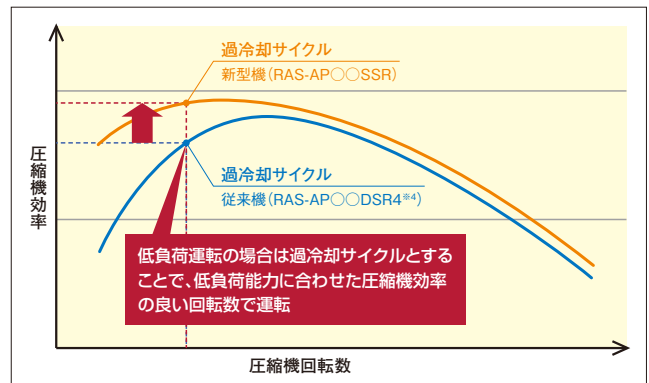 過冷却サイクル
新型機(RAS-AP○○SSR)
圧縮機効率
過冷却サイクル
従来機(RAS-AP○○DSR4※4)
低負荷運転の場合は過冷却サイクルとする
ことで、低負荷能力に合わせた圧縮機効率
の良い回転数で運転
圧縮機回転数